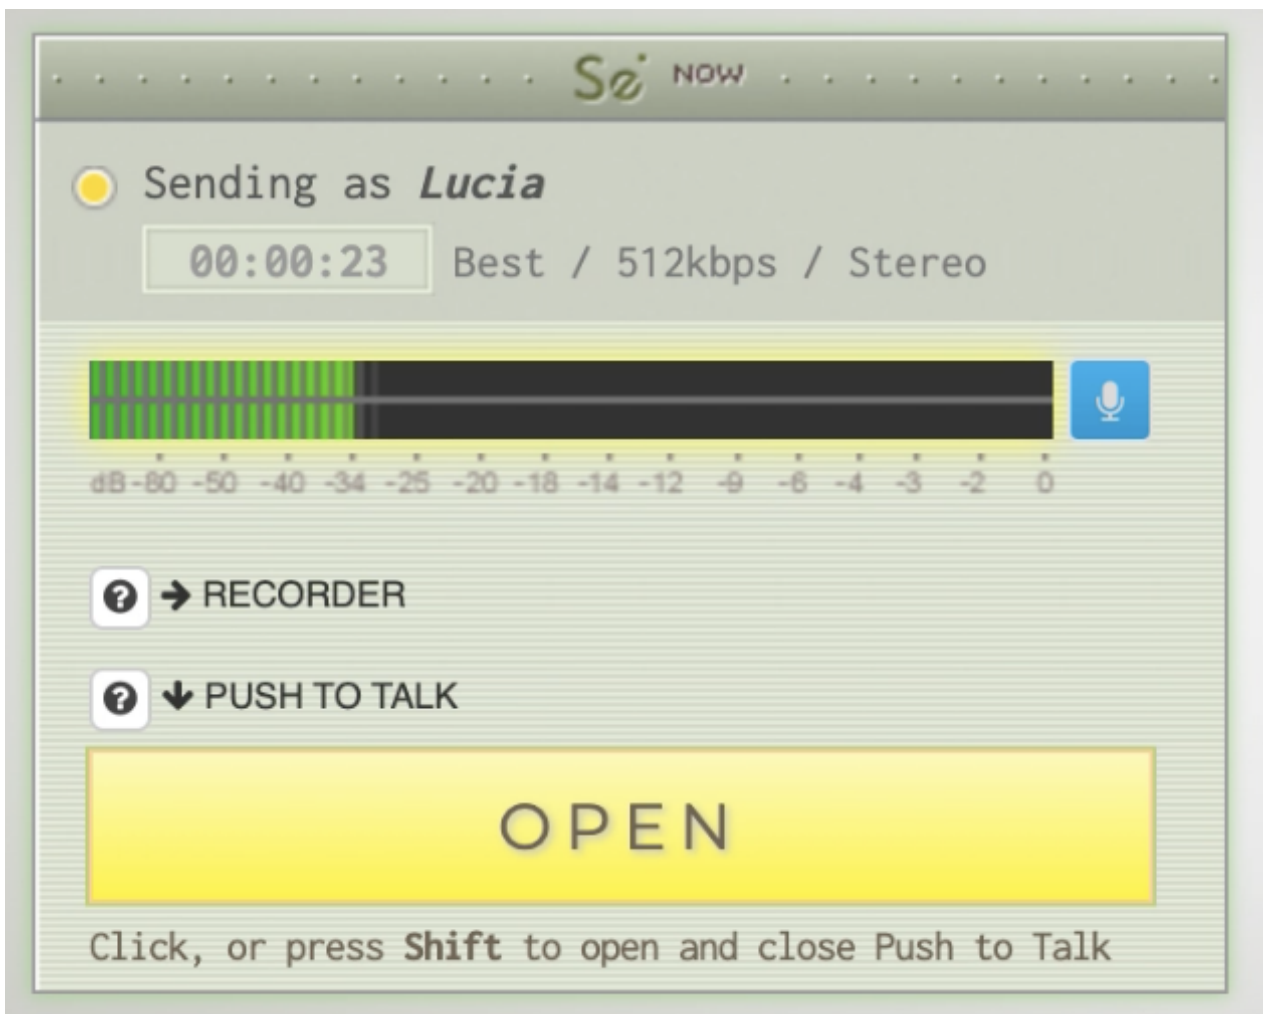 Se NOW
Sending as Lucia
00:00:23 Best / 512kbps / Stereo
dB -80 -50 -40 -34 -25 -20 -18 -14 -12 -9 -6 -4 -3 -2 0
? → RECORDER
? ↓ PUSH TO TALK
OPEN
Click, or press Shift to open and close Push to Talk